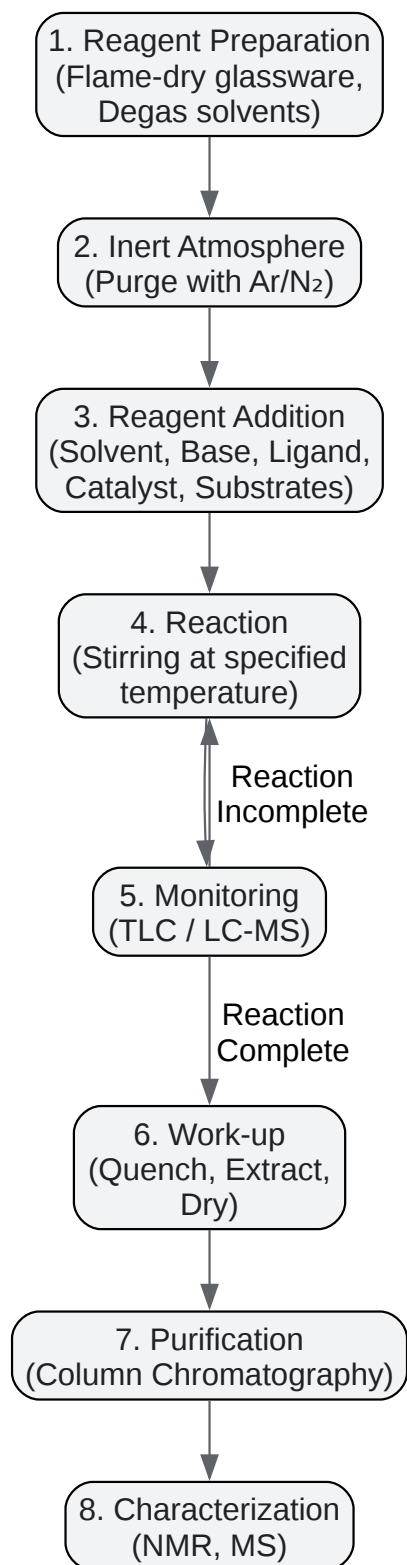 1. Reagent Preparation
(Flame-dry glassware,
Degas solvents)
2. Inert Atmosphere
(Purge with Ar/N₂)
3. Reagent Addition
(Solvent, Base, Ligand,
Catalyst, Substrates)
4. Reaction
(Stirring at specified
temperature)
Reaction
Incomplete
5. Monitoring
(TLC / LC-MS)
Reaction
Complete
6. Work-up
(Quench, Extract,
Dry)
7. Purification
(Column Chromatography)
8. Characterization
(NMR, MS)